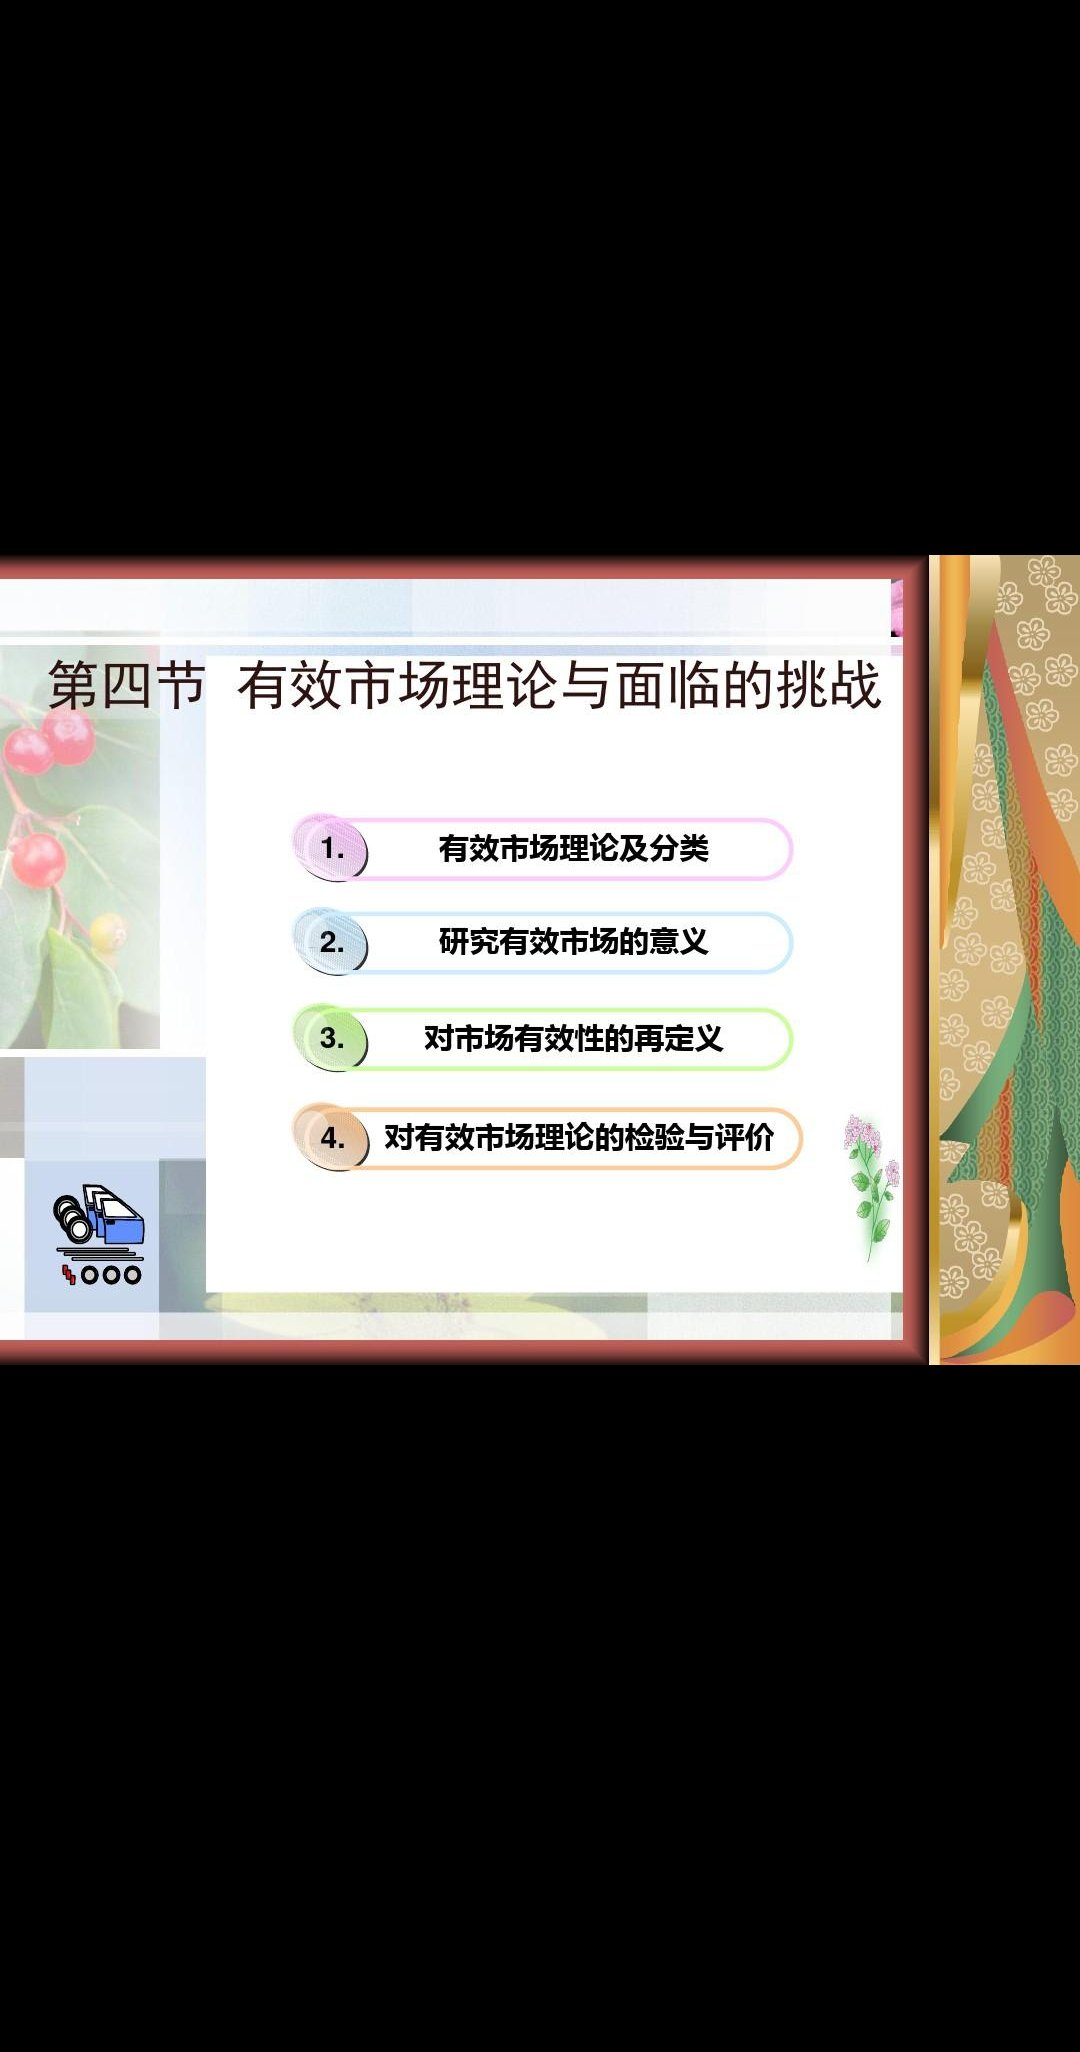 第四节 有效市场理论与面临的挑战
1. 有效市场理论及分类
2. 研究有效市场的意义
3. 对市场有效性的再定义
4. 对有效市场理论的检验与评价